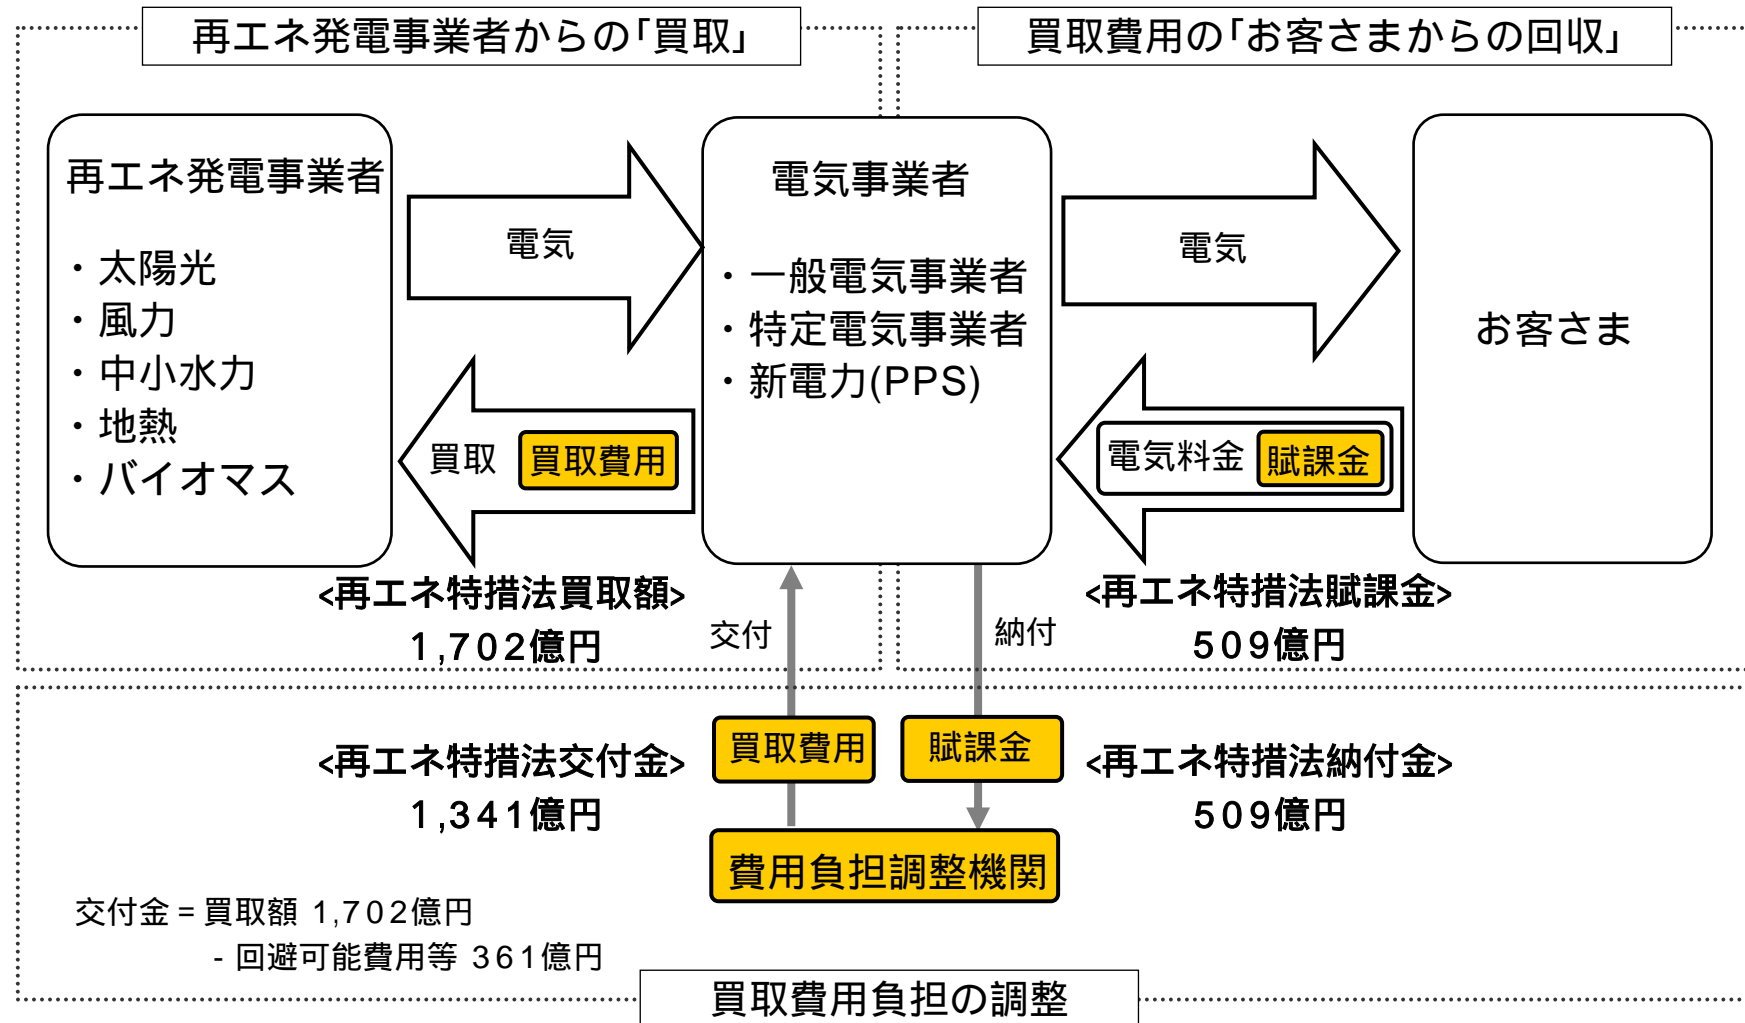 再エネ発電事業者からの｢買取｣
買取費用の｢お客さまからの回収｣
再エネ発電事業者
・太陽光
・風力
・中小水力
・地熱
・バイオマス
電気
買取 買取費用
電気事業者
・一般電気事業者
・特定電気事業者
・新電力(PPS)
電気
電気料金 賦課金
お客さま
<再エネ特措法買取額>
1,702億円
交付
納付
<再エネ特措法賦課金>
509億円
<再エネ特措法交付金>
1,341億円
買取費用
賦課金
<再エネ特措法納付金>
509億円
費用負担調整機関
交付金＝買取額 1,702億円
- 回避可能費用等 361億円
買取費用負担の調整